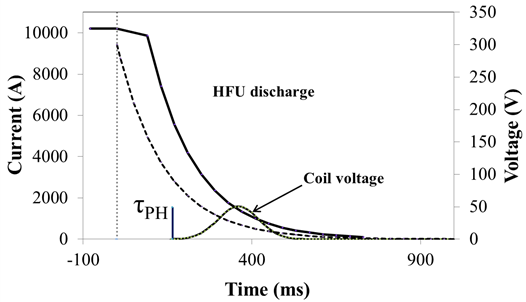 10000
8000
6000
4000
2000
0
Current (A)
350
300
250
200
150
100
50
0
Voltage (V)
HFU discharge
Coil voltage
τPH
-100
400
900
Time (ms)